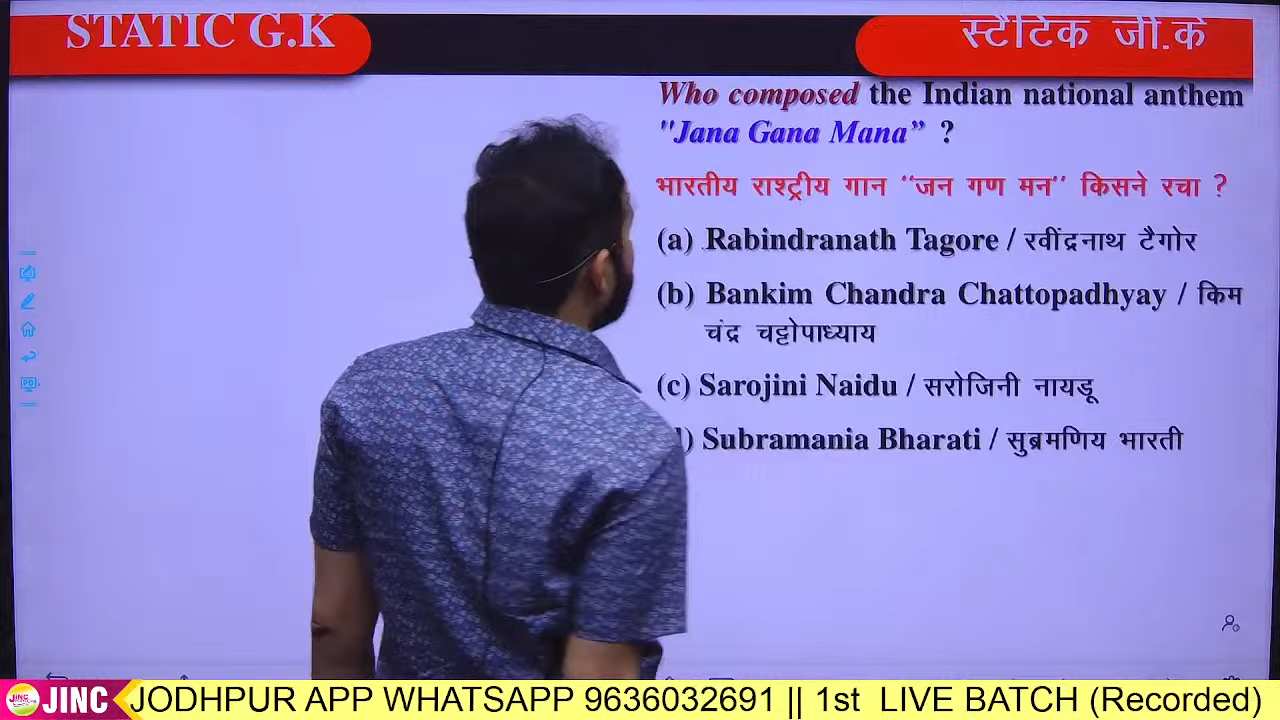 STATIC G.K
स्टैटिक जी.के
Who composed the Indian national anthem
"Jana Gana Mana” ?
भारतीय राश्ट्रीय गान “जन गण मन” किसने रचा ?
(a) Rabindranath Tagore / रवींद्रनाथ टैगोर
(b) Bankim Chandra Chattopadhyay / किम
चंद्र चट्टोपाध्याय
(c) Sarojini Naidu / सरोजिनी नायडू
) Subramania Bharati / सुब्रमणिय भारती
JINC JODHPUR APP WHATSAPP 9636032691 || 1st LIVE BATCH (Recorded)